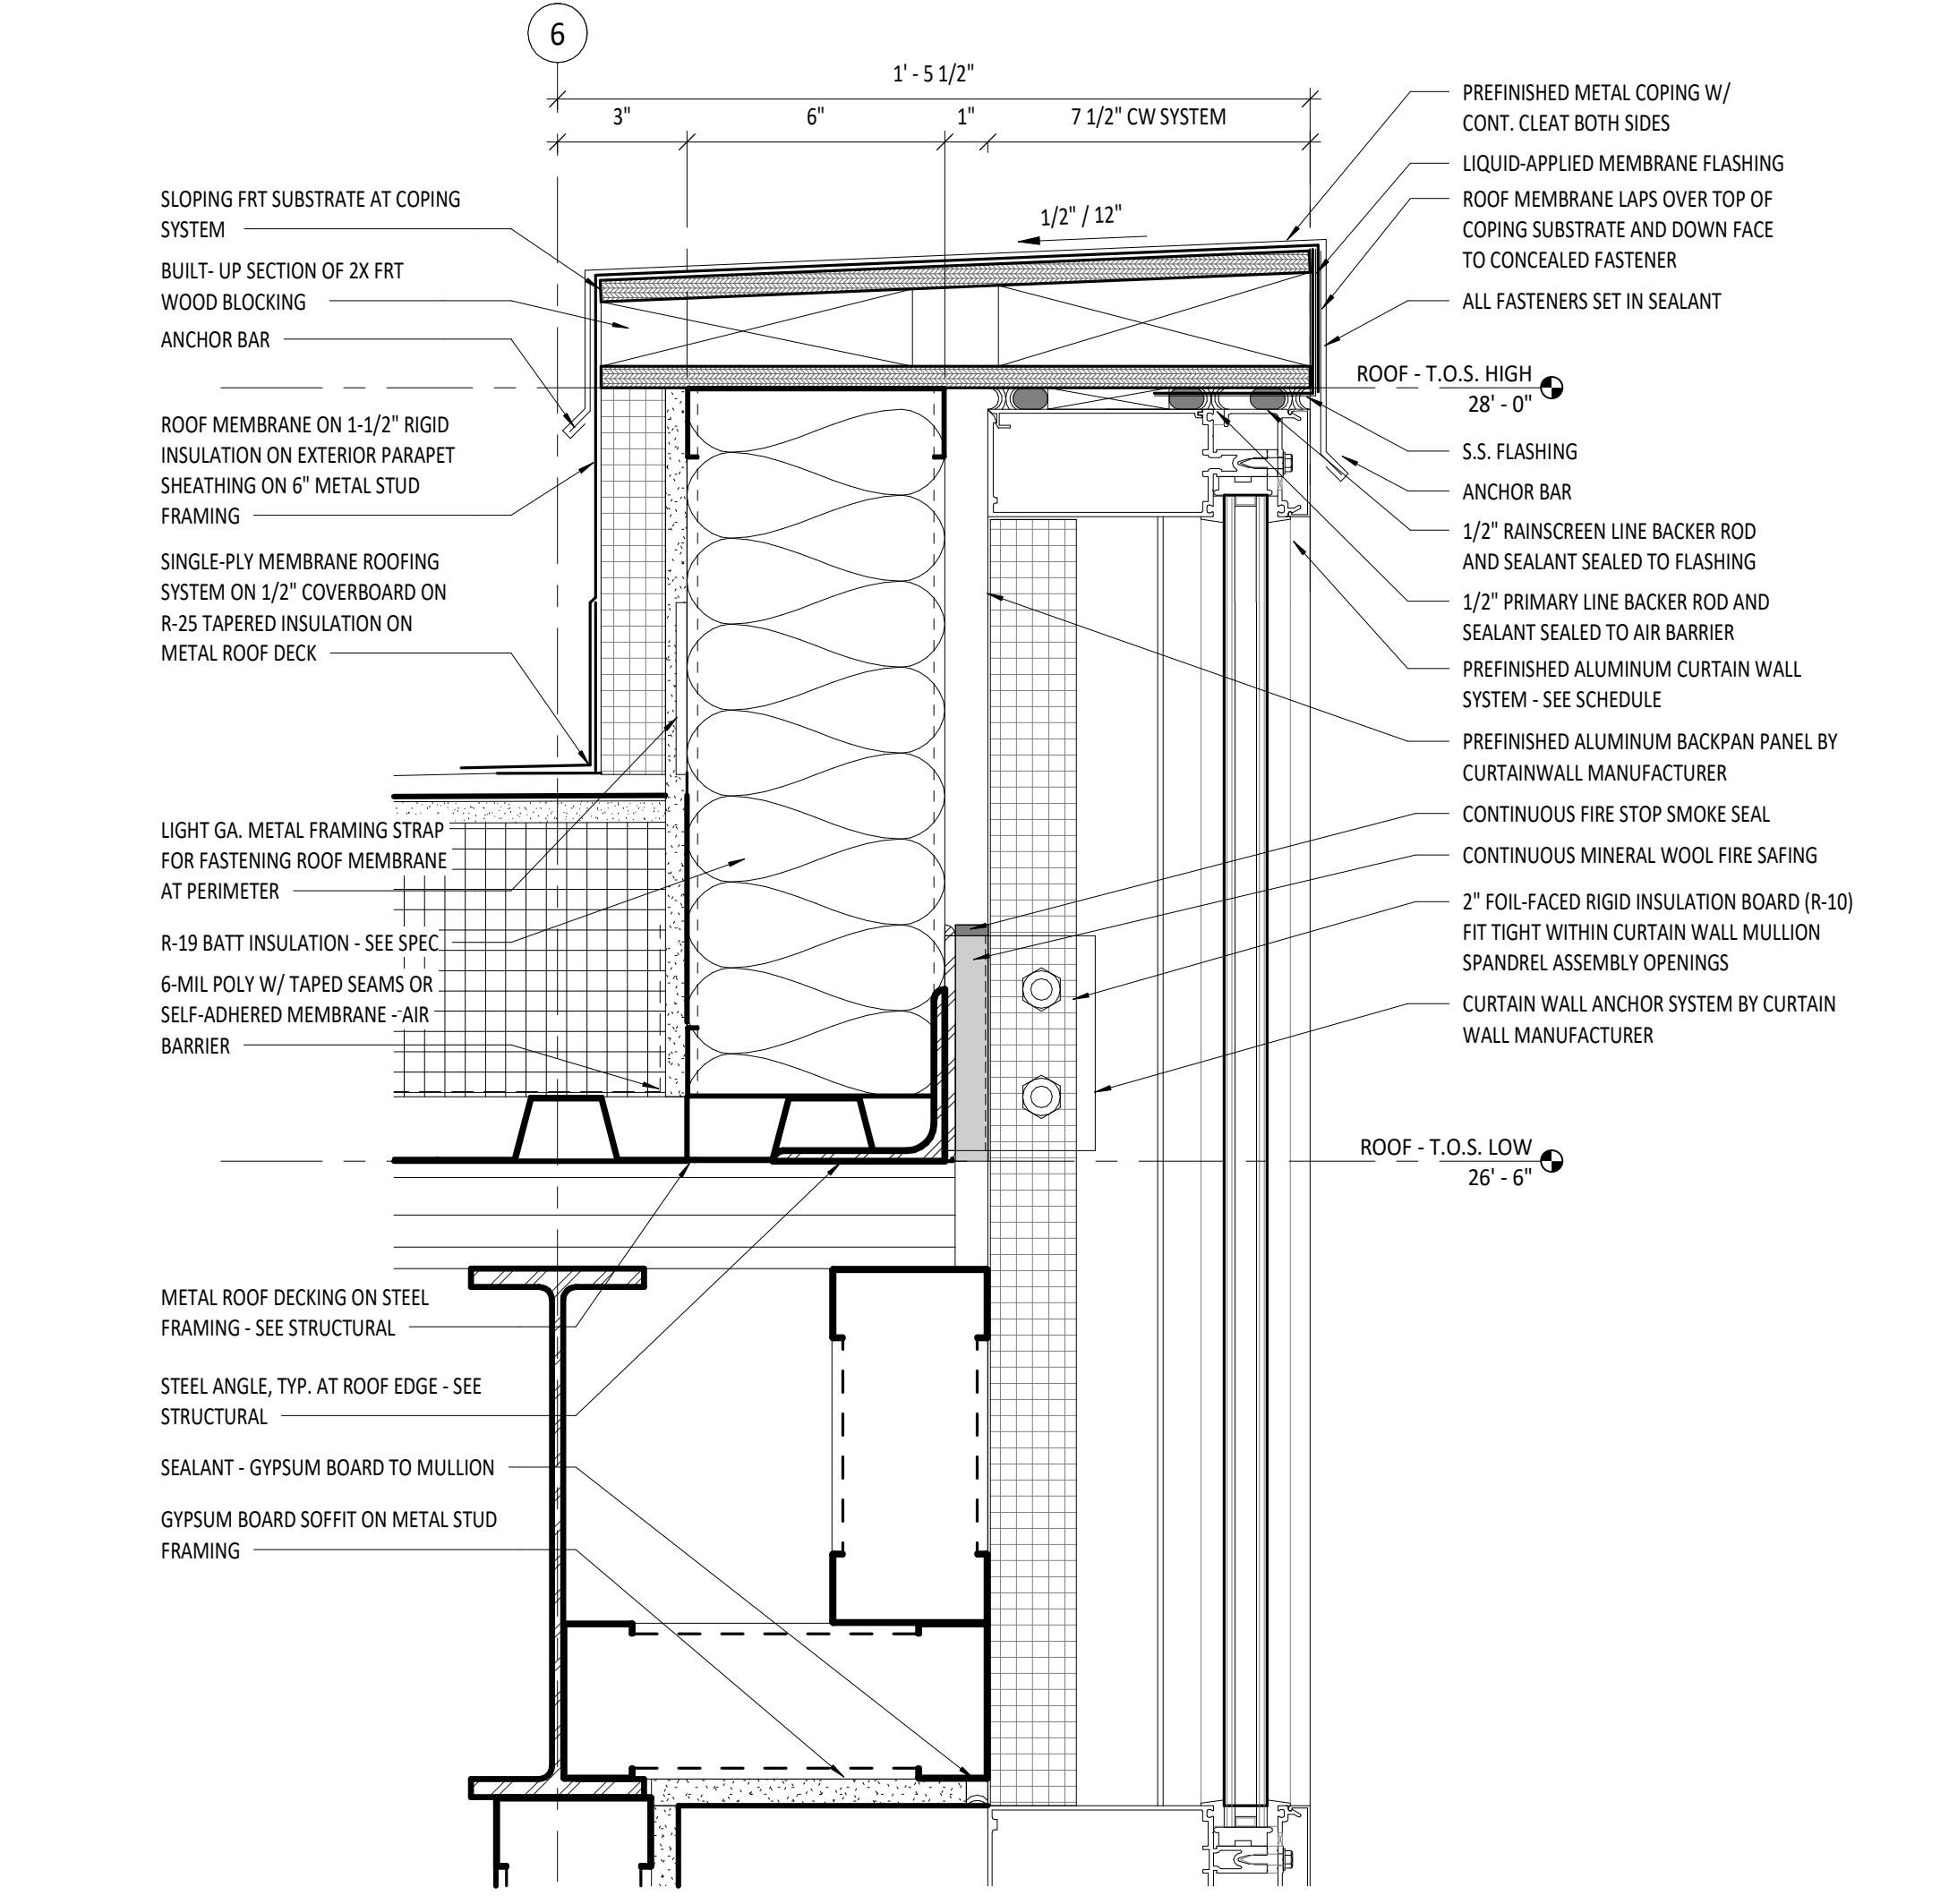 6
1' - 5 1/2"
3"
6"
1"
7 1/2" CW SYSTEM
1/2" / 12"
SLOPING FRT SUBSTRATE AT COPING
SYSTEM
BUILT- UP SECTION OF 2X FRT
WOOD BLOCKING
ANCHOR BAR
ROOF MEMBRANE ON 1-1/2" RIGID
INSULATION ON EXTERIOR PARAPET
SHEATHING ON 6" METAL STUD
FRAMING
SINGLE-PLY MEMBRANE ROOFING
SYSTEM ON 1/2" COVERBOARD ON
R-25 TAPERED INSULATION ON
METAL ROOF DECK
LIGHT GA. METAL FRAMING STRAP
FOR FASTENING ROOF MEMBRANE
AT PERIMETER
R-19 BATT INSULATION - SEE SPEC
6-MIL POLY W/ TAPED SEAMS OR
SELF-ADHERED MEMBRANE - AIR
BARRIER
METAL ROOF DECKING ON STEEL
FRAMING - SEE STRUCTURAL
STEEL ANGLE, TYP. AT ROOF EDGE - SEE
STRUCTURAL
SEALANT - GYPSUM BOARD TO MULLION
GYPSUM BOARD SOFFIT ON METAL STUD
FRAMING
PREFINISHED METAL COPING W/
CONT. CLEAT BOTH SIDES
LIQUID-APPLIED MEMBRANE FLASHING
ROOF MEMBRANE LAPS OVER TOP OF
COPING SUBSTRATE AND DOWN FACE
TO CONCEALED FASTENER
ALL FASTENERS SET IN SEALANT
ROOF - T.O.S. HIGH
28' - 0"
S.S. FLASHING
ANCHOR BAR
1/2" RAINSCREEN LINE BACKER ROD
AND SEALANT SEALED TO FLASHING
1/2" PRIMARY LINE BACKER ROD AND
SEALANT SEALED TO AIR BARRIER
PREFINISHED ALUMINUM CURTAIN WALL
SYSTEM - SEE SCHEDULE
PREFINISHED ALUMINUM BACKPAN PANEL BY
CURTAINWALL MANUFACTURER
CONTINUOUS FIRE STOP SMOKE SEAL
CONTINUOUS MINERAL WOOL FIRE SAFING
2" FOIL-FACED RIGID INSULATION BOARD (R-10)
FIT TIGHT WITHIN CURTAIN WALL MULLION
SPANDREL ASSEMBLY OPENINGS
CURTAIN WALL ANCHOR SYSTEM BY CURTAIN
WALL MANUFACTURER
ROOF - T.O.S. LOW
26' - 6"